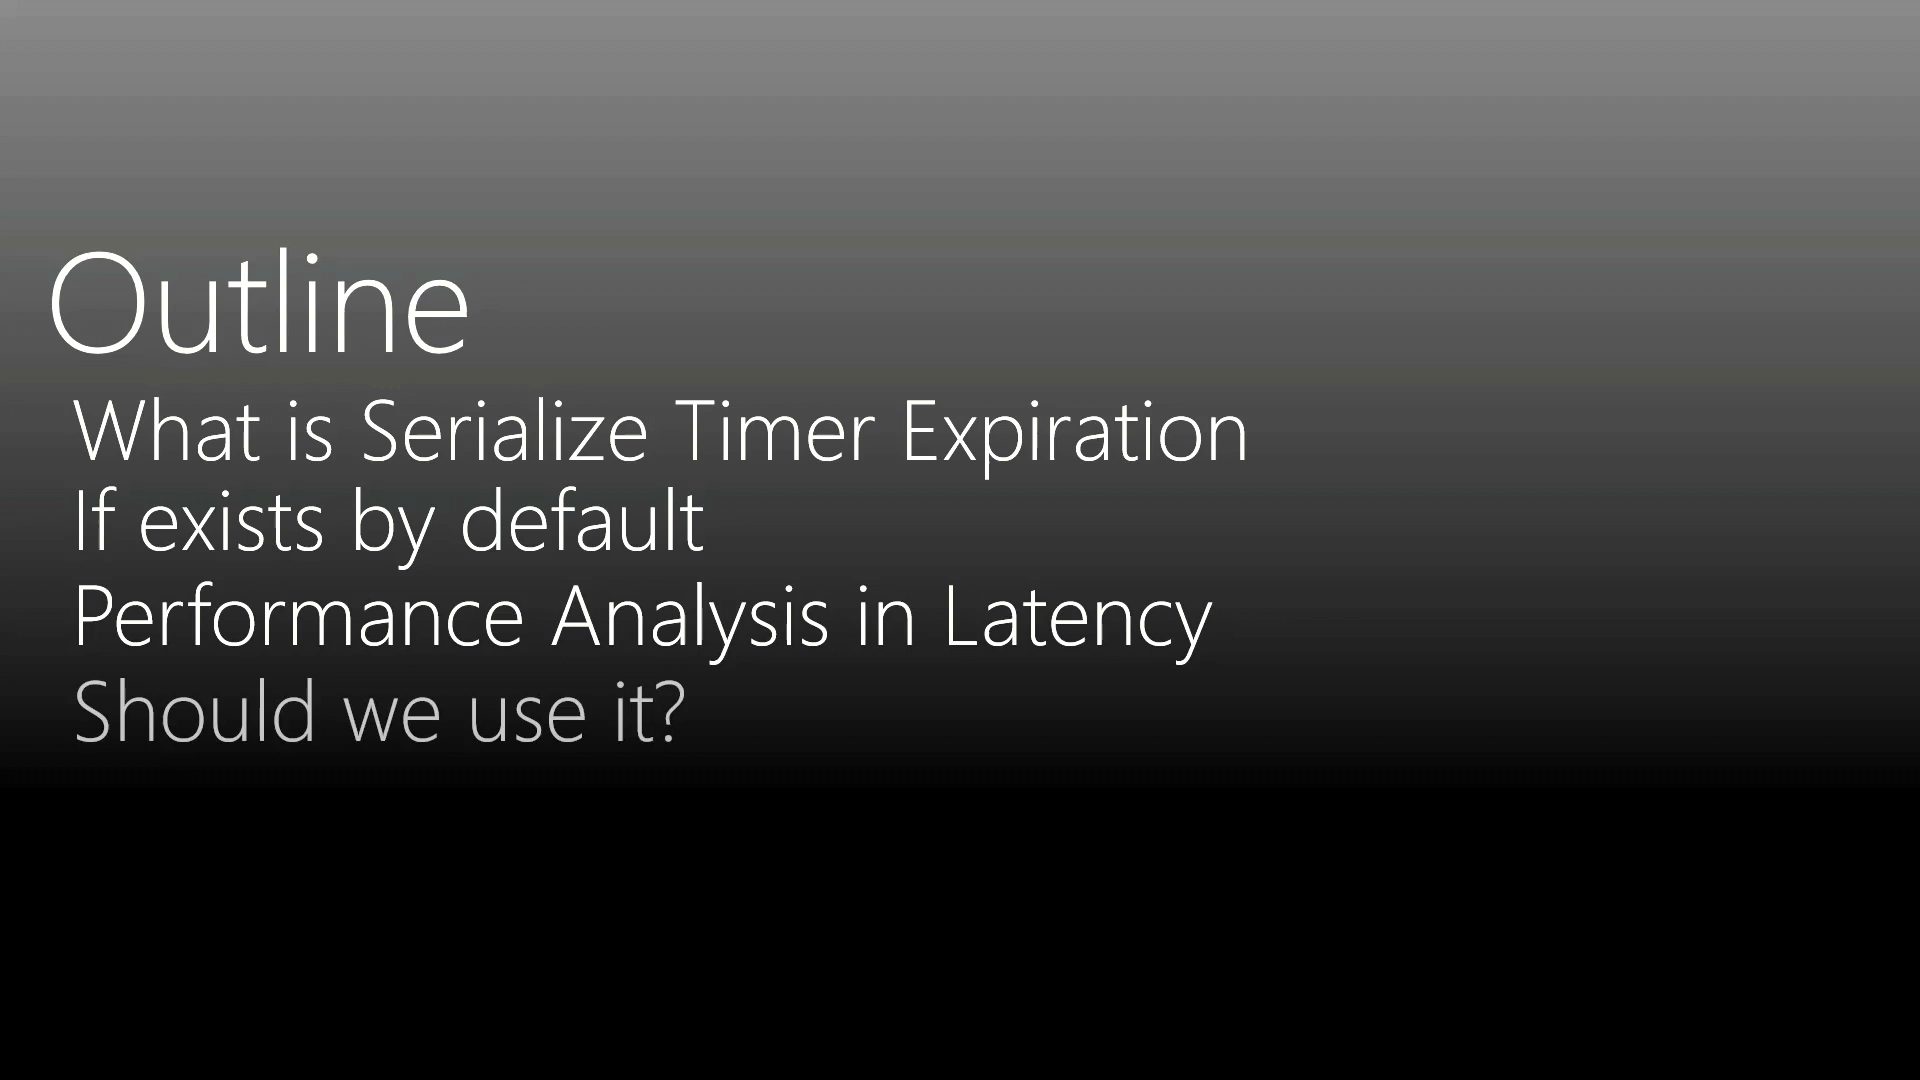 Outline
What is Serialize Timer Expiration
If exists by default
Performance Analysis in Latency
Should we use it?